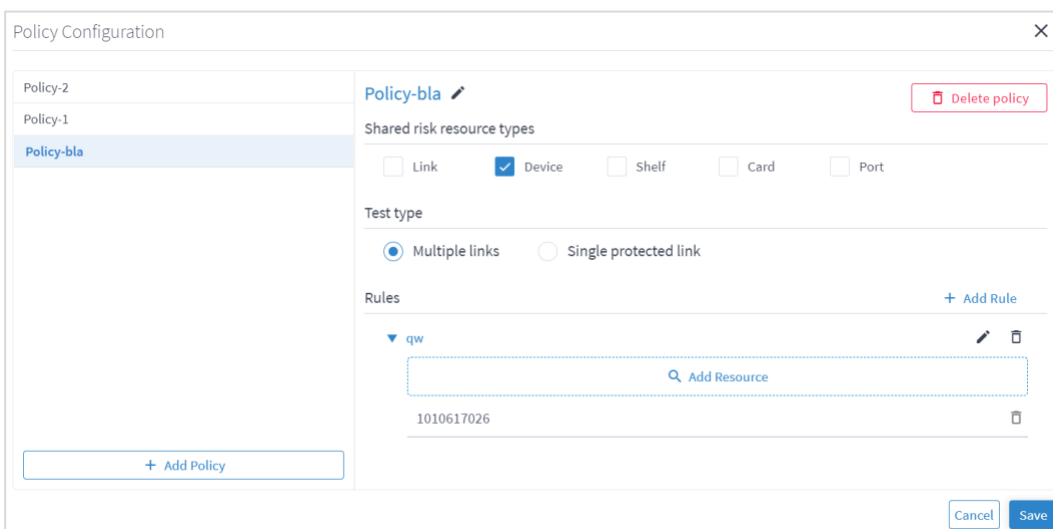 Policy Configuration
Policy-2
Policy-1
Policy-bla
+ Add Policy
Policy-bla
Delete policy
Shared risk resource types
Link Device Shelf Card Port
Test type
Multiple links Single protected link
Rules
+ Add Rule
qw
Add Resource
1010617026
Cancel Save